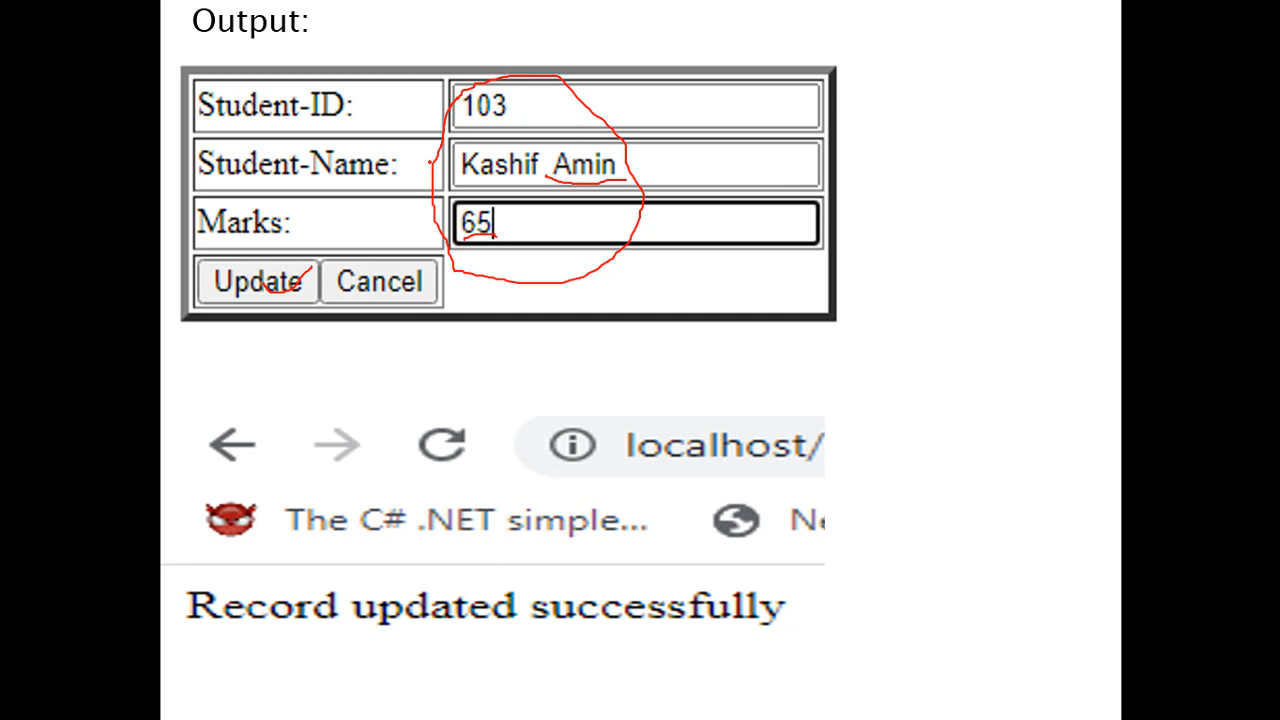 Output:
Student-ID: 103
Student-Name: Kashif Amin
Marks: 65
Update Cancel
localhost/
The C# .NET simple... Ne
Record updated successfully